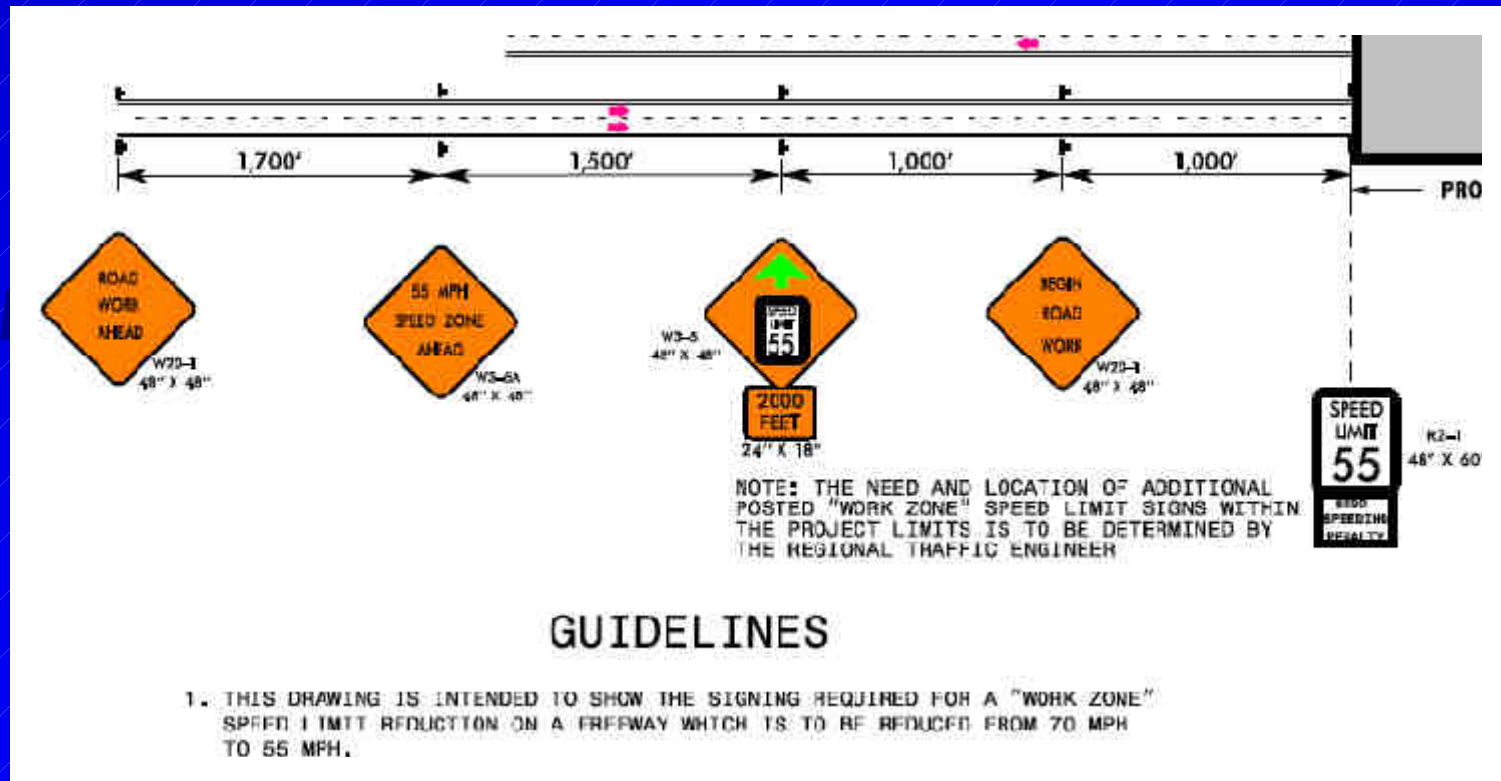 1,700'
1,500'
1,000'
1,000'
PRO
ROAD
WORK
AHEAD
W20-1
48" X 48"
55 MPH
SPEED ZONE
AHEAD
W3-5A
48" X 48"
SPEED
LIMIT
55
W3-5
48" X 48"
2000
FEET
24" X 18"
BEGIN
ROAD
WORK
W20-1
48" X 48"
SPEED
LIMIT
55
R2-1
48" X 60
SPEEDING
PENALTY
NOTE: THE NEED AND LOCATION OF ADDITIONAL
POSTED "WORK ZONE" SPEED LIMIT SIGNS WITHIN
THE PROJECT LIMITS IS TO BE DETERMINED BY
THE REGIONAL TRAFFIC ENGINEER
GUIDELINES
1. THIS DRAWING IS INTENDED TO SHOW THE SIGNING REQUIRED FOR A "WORK ZONE"
SPEED LIMIT REDUCTION ON A FREEWAY WHICH IS TO BE REDUCED FROM 70 MPH
TO 55 MPH.